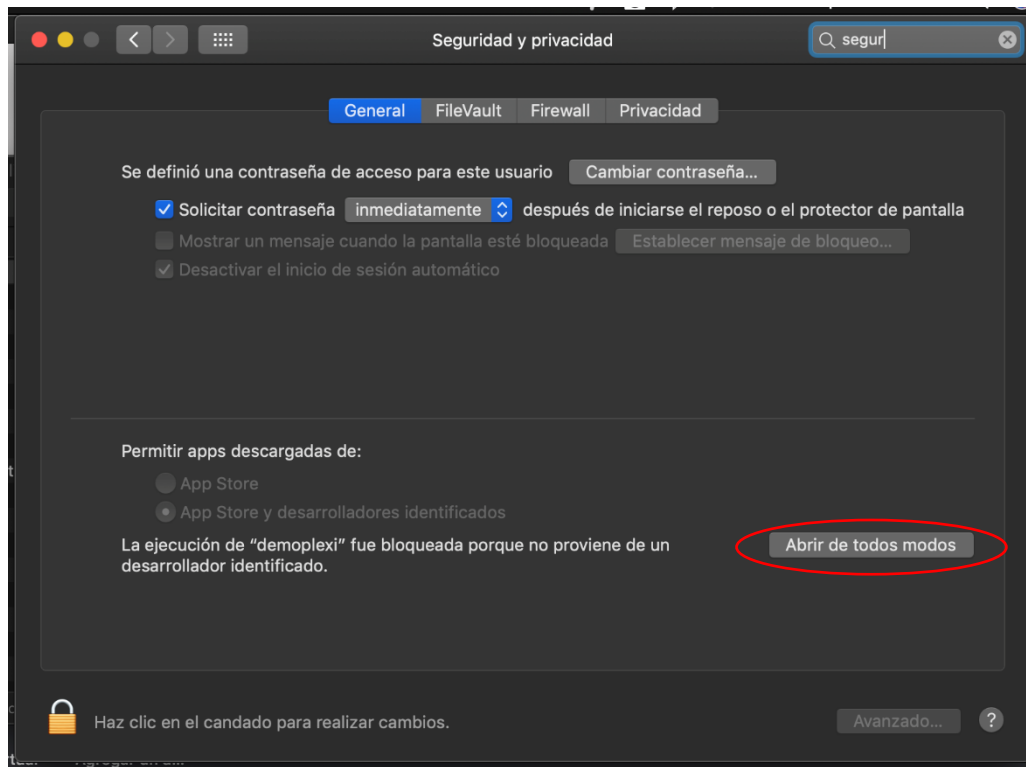 Seguridad y privacidad
segur
General FileVault Firewall Privacidad
Se definió una contraseña de acceso para este usuario Cambiar contraseña...
Solicitar contraseña inmediatamente después de iniciarse el reposo o el protector de pantalla
Mostrar un mensaje cuando la pantalla esté bloqueada Establecer mensaje de bloqueo...
Desactivar el inicio de sesión automático
Permitir apps descargadas de:
App Store
App Store y desarrolladores identificados
La ejecución de “demoplexi” fue bloqueada porque no proviene de un
desarrollador identificado.
Abrir de todos modos
Haz clic en el candado para realizar cambios.
Avanzado...
?